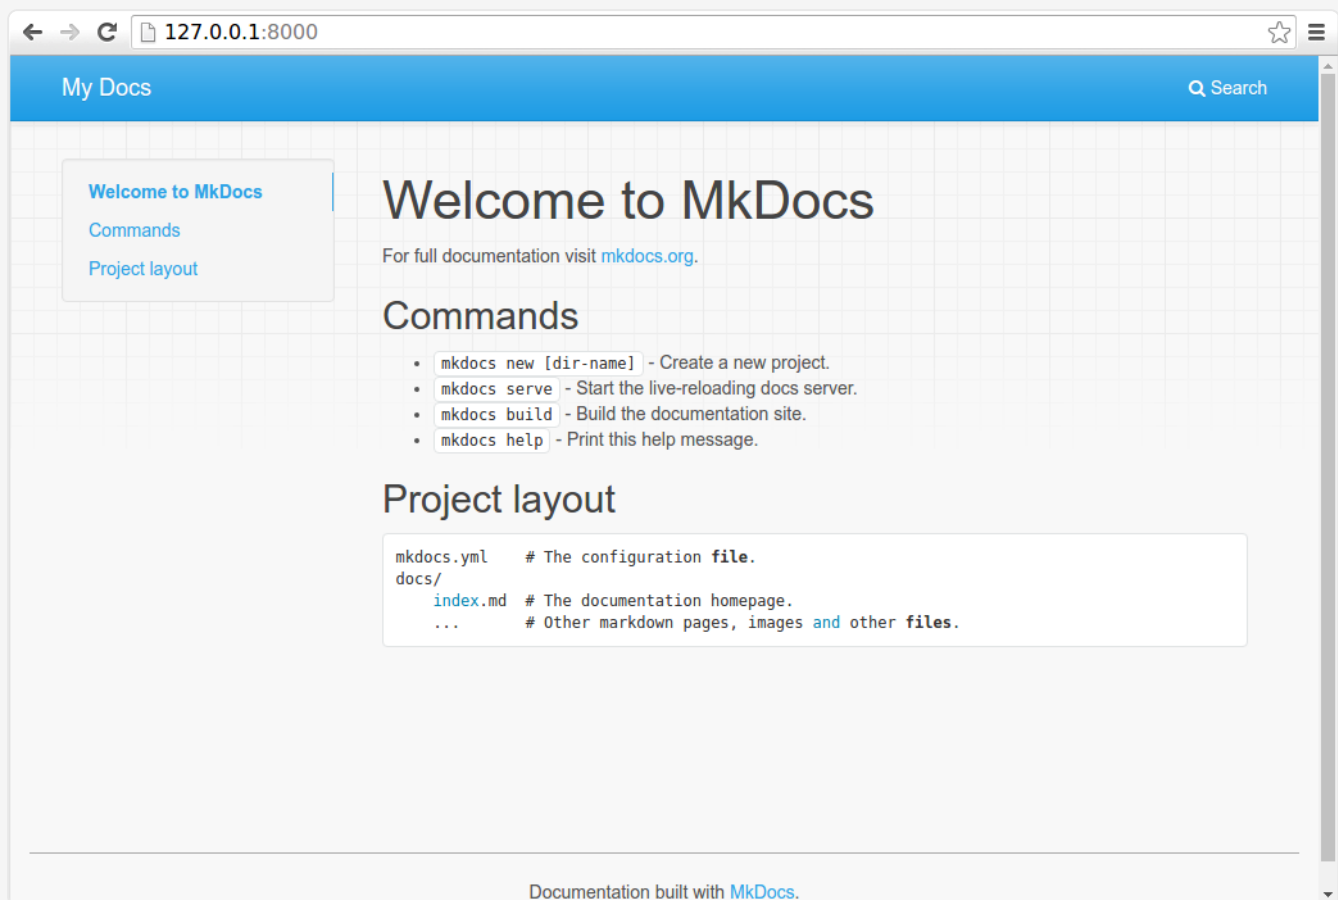 127.0.0.1:8000
My Docs
Search
Welcome to MkDocs
Commands
Project layout
Welcome to MkDocs
For full documentation visit mkdocs.org.
Commands
• mkdocs new [dir-name] - Create a new project.
• mkdocs serve - Start the live-reloading docs server.
• mkdocs build - Build the documentation site.
• mkdocs help - Print this help message.
Project layout
mkdocs.yml    # The configuration file.
docs/
    index.md  # The documentation homepage.
    ...       # Other markdown pages, images and other files.
Documentation built with MkDocs.